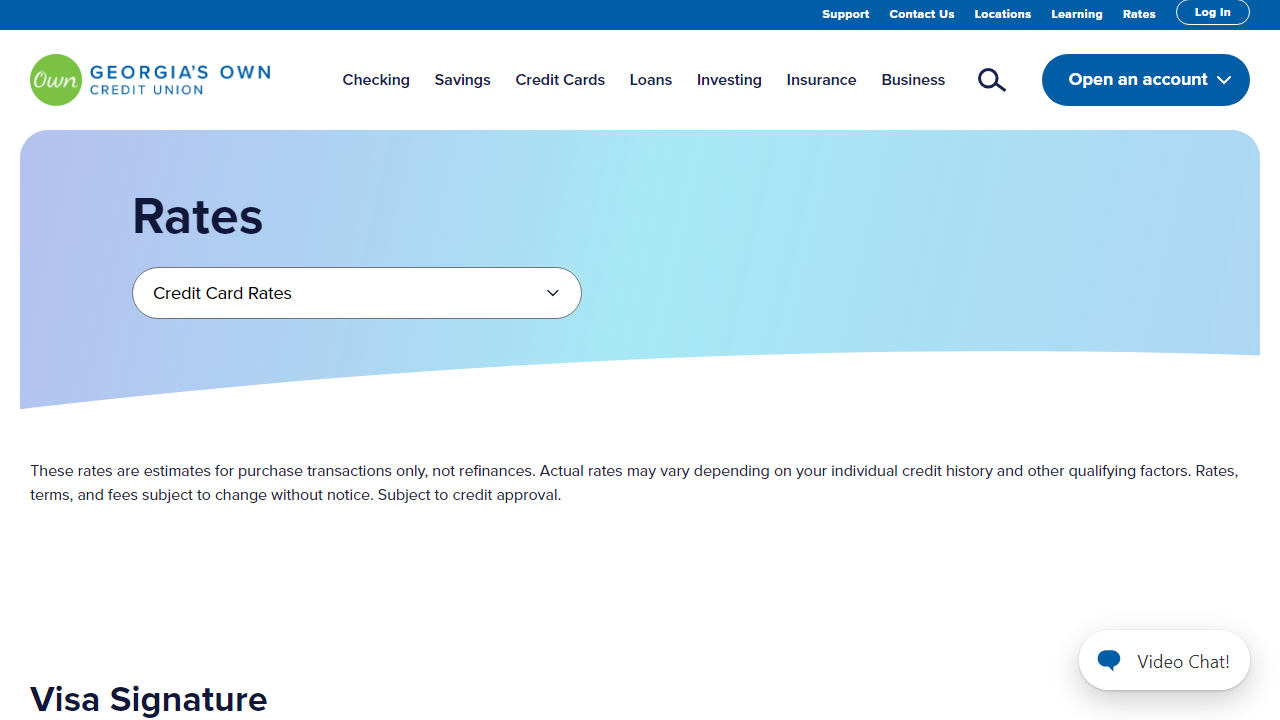 Support Contact Us Locations Learning Rates Log In
Own GEORGIA'S OWN
CREDIT UNION
Checking Savings Credit Cards Loans Investing Insurance Business Open an account
Rates
Credit Card Rates
These rates are estimates for purchase transactions only, not refinances. Actual rates may vary depending on your individual credit history and other qualifying factors. Rates,
terms, and fees subject to change without notice. Subject to credit approval.
Video Chat!
Visa Signature